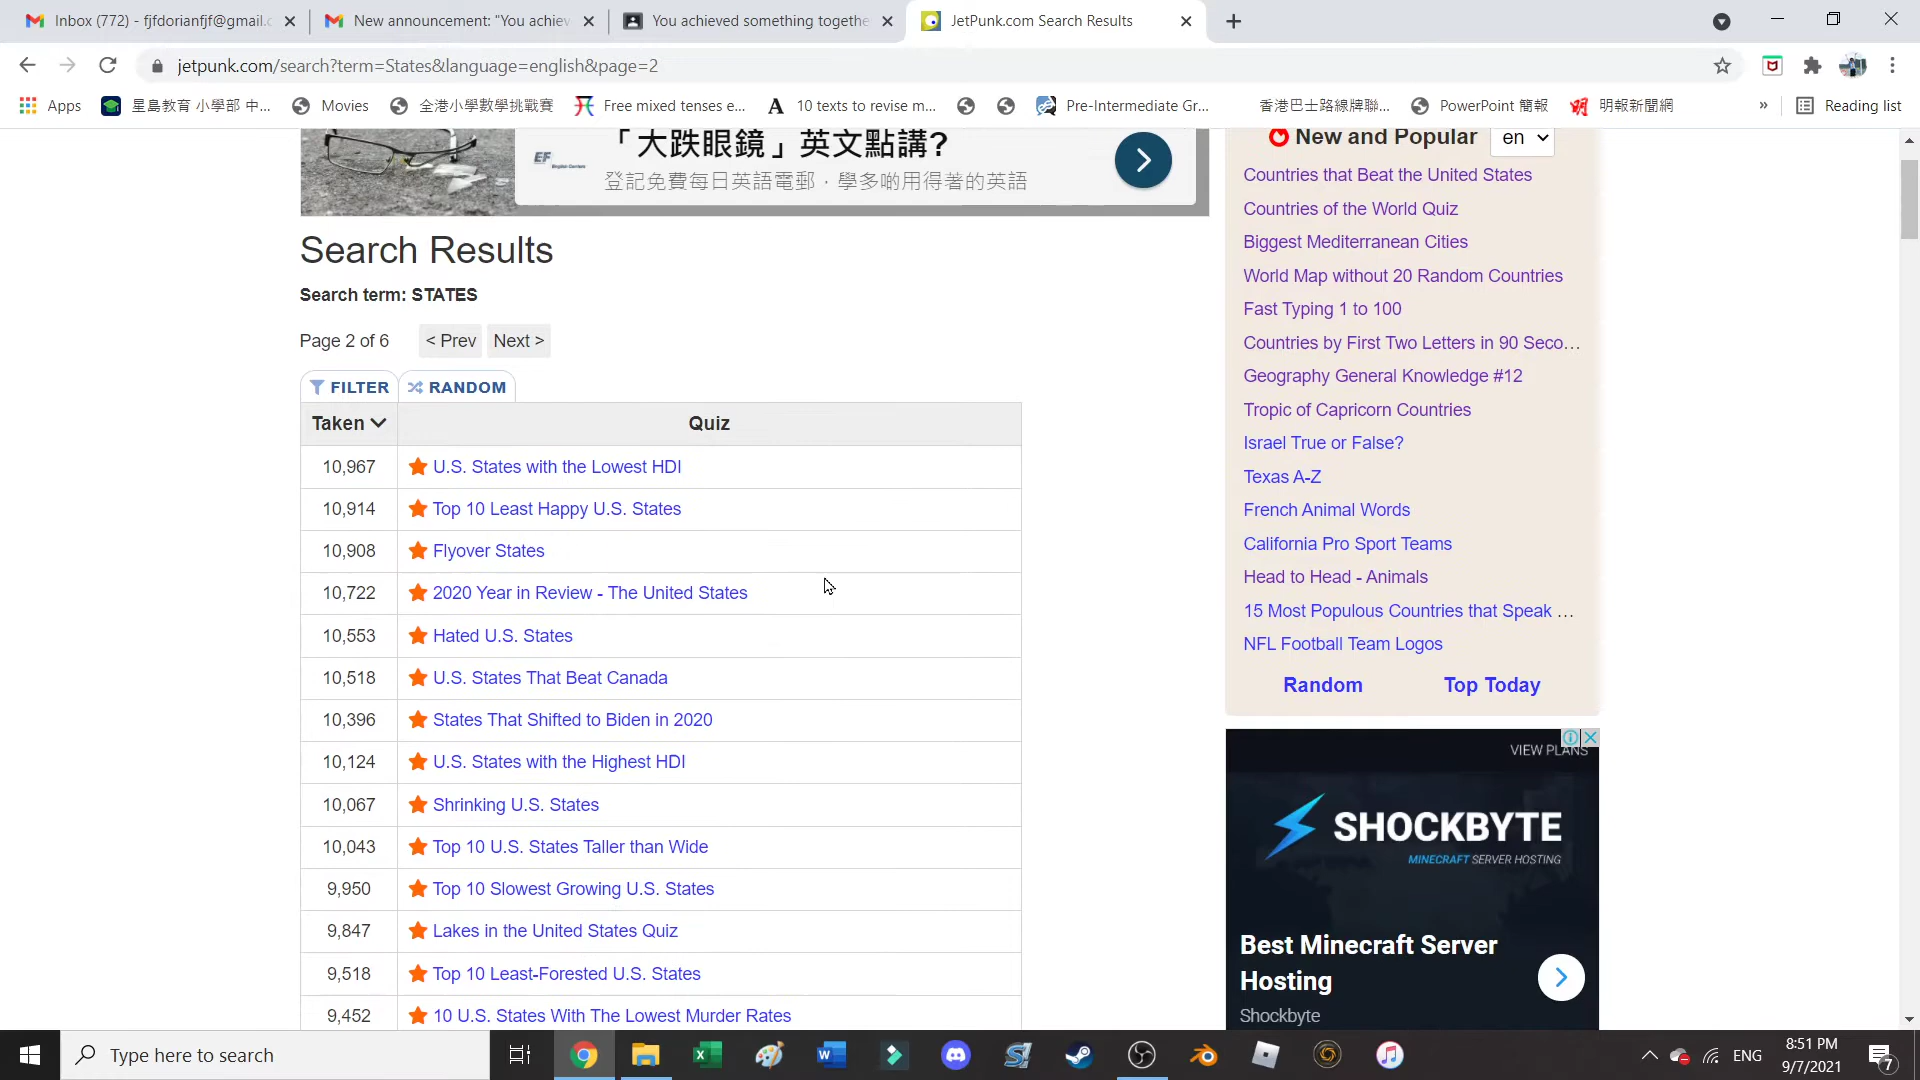 Inbox (772) - fjfdorianfjf@gmail.c
New announcement: "You achiev
You achieved something togethe
JetPunk.com Search Results
jetpunk.com/search?term=States&language=english&page=2
Apps
星島教育 小學部 中...
Movies
全港小學數學挑戰賽
Free mixed tenses e...
10 texts to revise m...
Pre-Intermediate Gr...
香港巴士路線牌聯...
PowerPoint 簡報
明報新聞網
»
Reading list
EF
「大跌眼鏡」英文點講?
登記免費每日英語電郵，學多啲用得著的英語
Search Results
Search term: STATES
Page 2 of 6
< Prev
Next >
FILTER
RANDOM
Taken
Quiz
10,967 U.S. States with the Lowest HDI
10,914 Top 10 Least Happy U.S. States
10,908 Flyover States
10,722 2020 Year in Review - The United States
10,553 Hated U.S. States
10,518 U.S. States That Beat Canada
10,396 States That Shifted to Biden in 2020
10,124 U.S. States with the Highest HDI
10,067 Shrinking U.S. States
10,043 Top 10 U.S. States Taller than Wide
9,950 Top 10 Slowest Growing U.S. States
9,847 Lakes in the United States Quiz
9,518 Top 10 Least-Forested U.S. States
9,452 10 U.S. States With The Lowest Murder Rates
New and Popular
en
Countries that Beat the United States
Countries of the World Quiz
Biggest Mediterranean Cities
World Map without 20 Random Countries
Fast Typing 1 to 100
Countries by First Two Letters in 90 Seco...
Geography General Knowledge #12
Tropic of Capricorn Countries
Israel True or False?
Texas A-Z
French Animal Words
California Pro Sport Teams
Head to Head - Animals
15 Most Populous Countries that Speak ...
NFL Football Team Logos
Random
Top Today
VIEW PLANS
SHOCKBYTE
MINECRAFT SERVER HOSTING
Best Minecraft Server
Hosting
Shockbyte
Type here to search
ENG
8:51 PM
9/7/2021
7